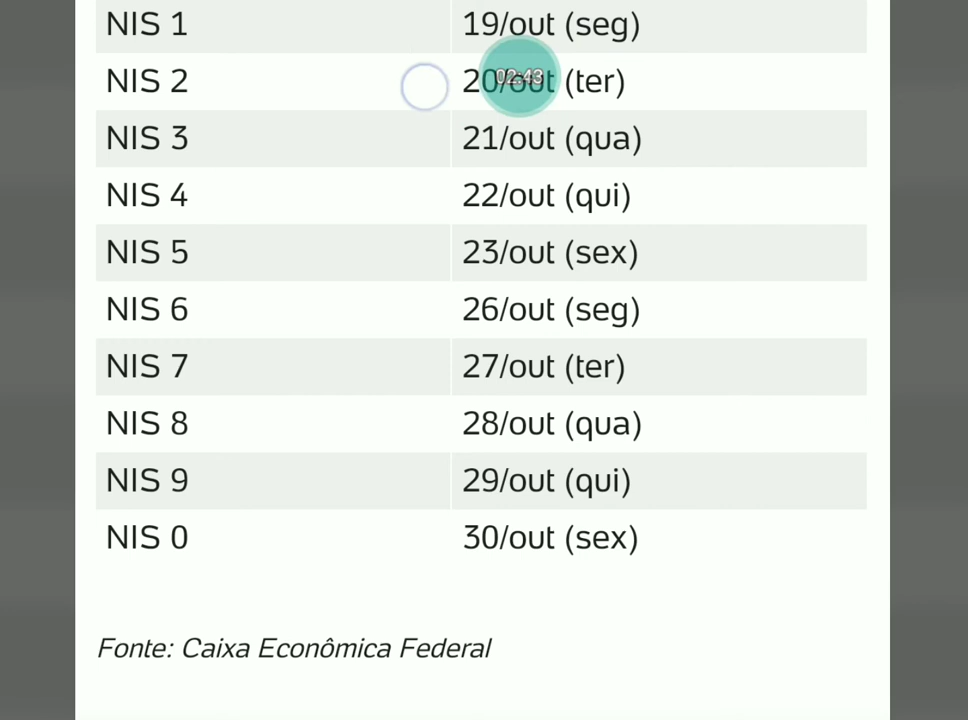 NIS 1 19/out (seg)
NIS 2 20/out (ter)
02:43
NIS 3 21/out (qua)
NIS 4 22/out (qui)
NIS 5 23/out (sex)
NIS 6 26/out (seg)
NIS 7 27/out (ter)
NIS 8 28/out (qua)
NIS 9 29/out (qui)
NIS 0 30/out (sex)
Fonte: Caixa Econômica Federal